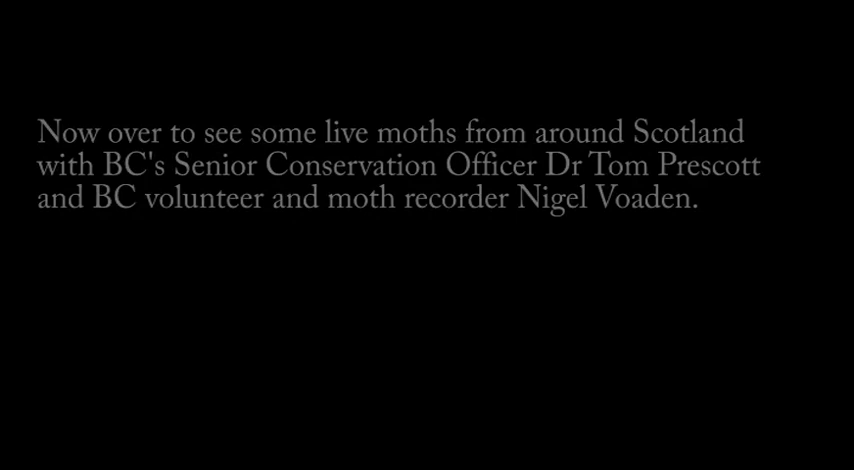 Now over to see some live moths from around Scotland
with BC's Senior Conservation Officer Dr Tom Prescott
and BC volunteer and moth recorder Nigel Voaden.